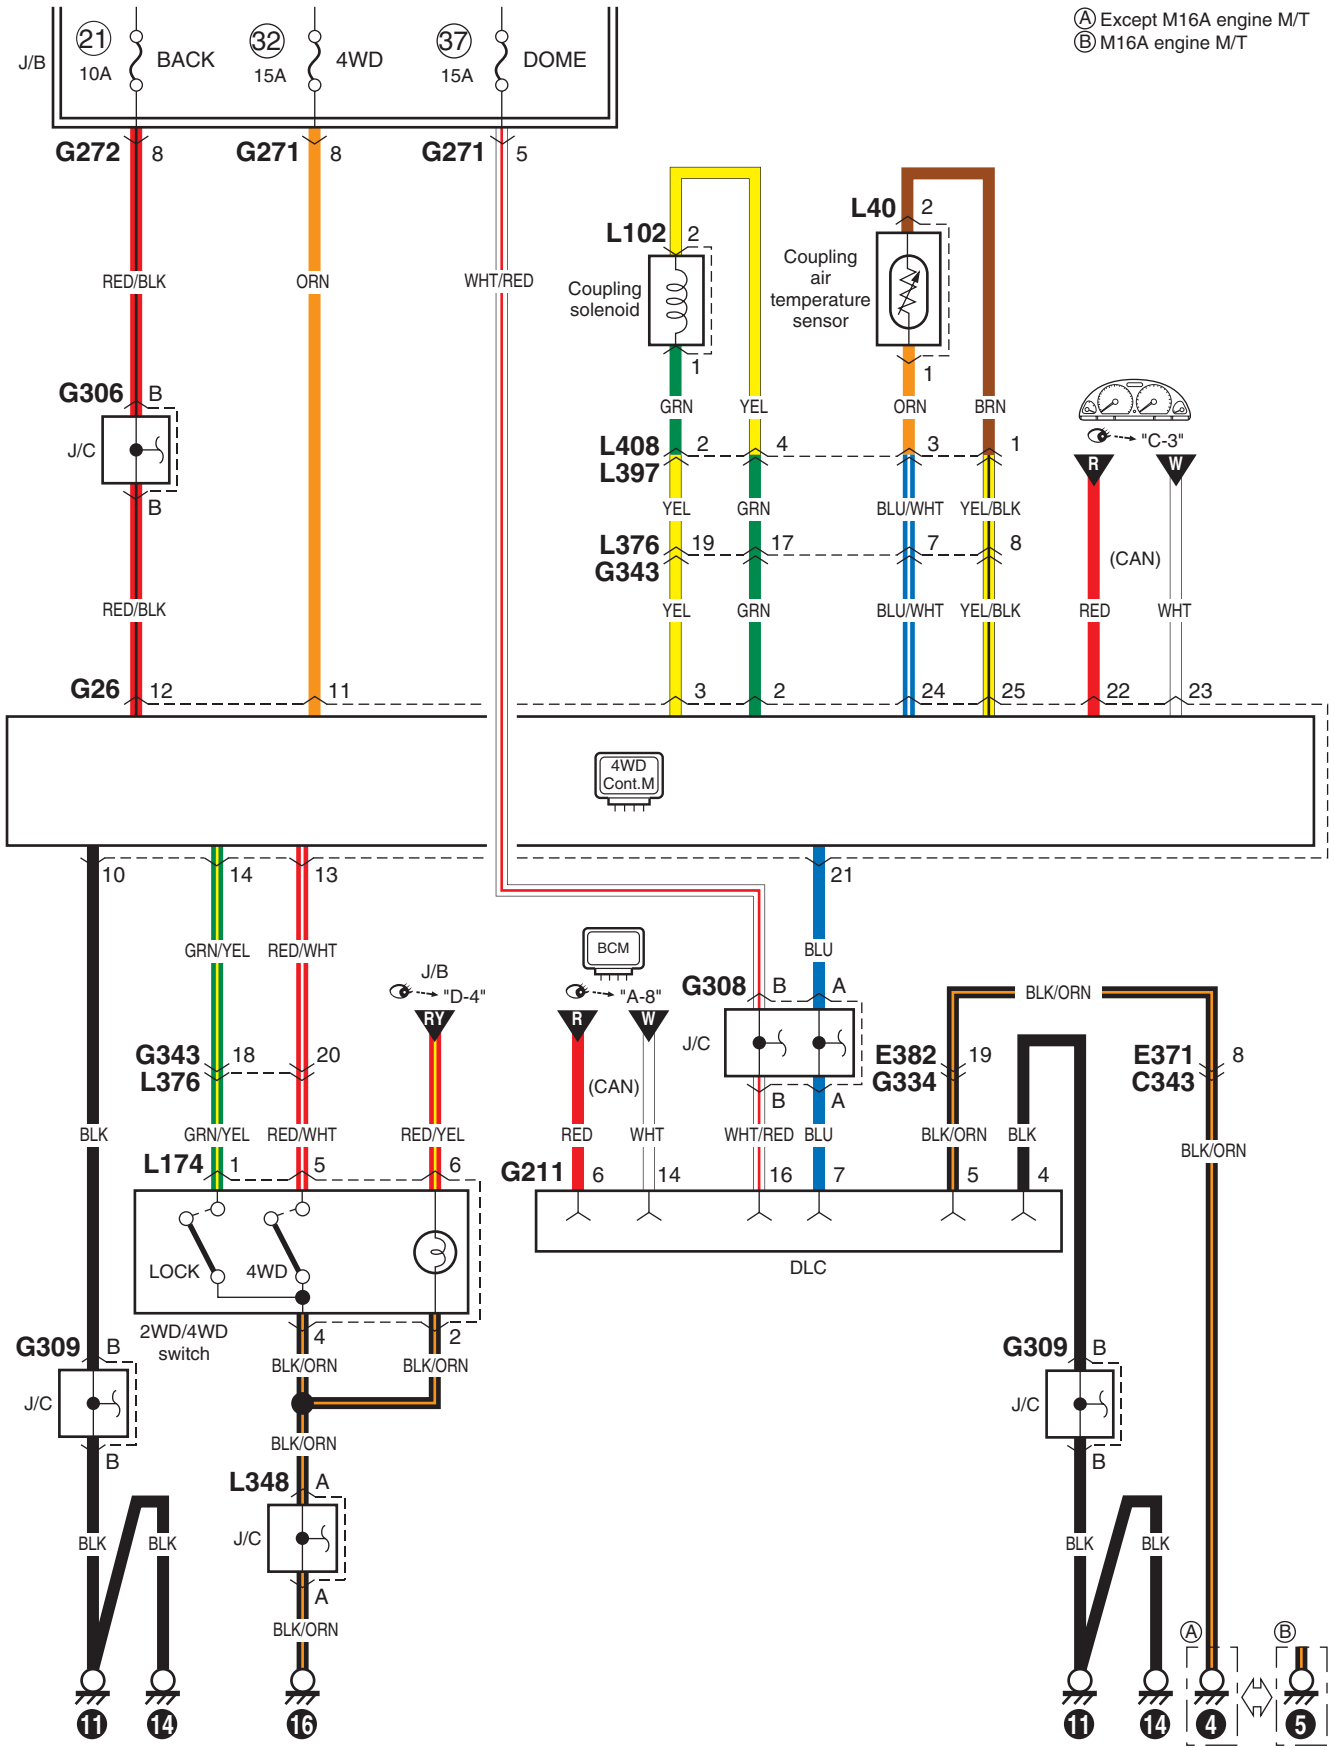 Ⓐ Except M16A engine M/T
Ⓑ M16A engine M/T
J/B
21
10A
BACK
32
15A
4WD
37
15A
DOME
G272 8
G271 8
G271 5
L102 2
L40 2
Coupling
solenoid
Coupling
air
temperature
sensor
RED/BLK
ORN
WHT/RED
1
1
G306 B
J/C
B
GRN
YEL
ORN
BRN
"C-3"
R
W
L408 2 4 3 1
L397
YEL
GRN
BLU/WHT
YEL/BLK
L376 19 17 7 8
G343
(CAN)
RED/BLK
YEL
GRN
BLU/WHT
YEL/BLK
RED
WHT
G26 12 11 3 2 24 25 22 23
4WD
Cont.M
10 14 13 21
GRN/YEL
RED/WHT
BLU
J/B
"D-4"
RY
BCM
"A-8"
R
W
(CAN)
G308 B A
J/C
B A
BLK/ORN
G343 18 20
L376
E382 19
G334
E371 8
C343
BLK
GRN/YEL
RED/WHT
RED/YEL
RED
WHT
WHT/RED
BLU
BLK/ORN
BLK
BLK/ORN
L174 1 5 6
G211 6 14 16 7 5 4
LOCK
4WD
DLC
2WD/4WD
switch
4 2
BLK/ORN
BLK/ORN
G309 B
J/C
B
G309 B
J/C
B
BLK/ORN
L348 A
J/C
A
BLK
BLK
BLK/ORN
BLK
BLK
Ⓐ
Ⓑ
11
14
16
11
14
4
5